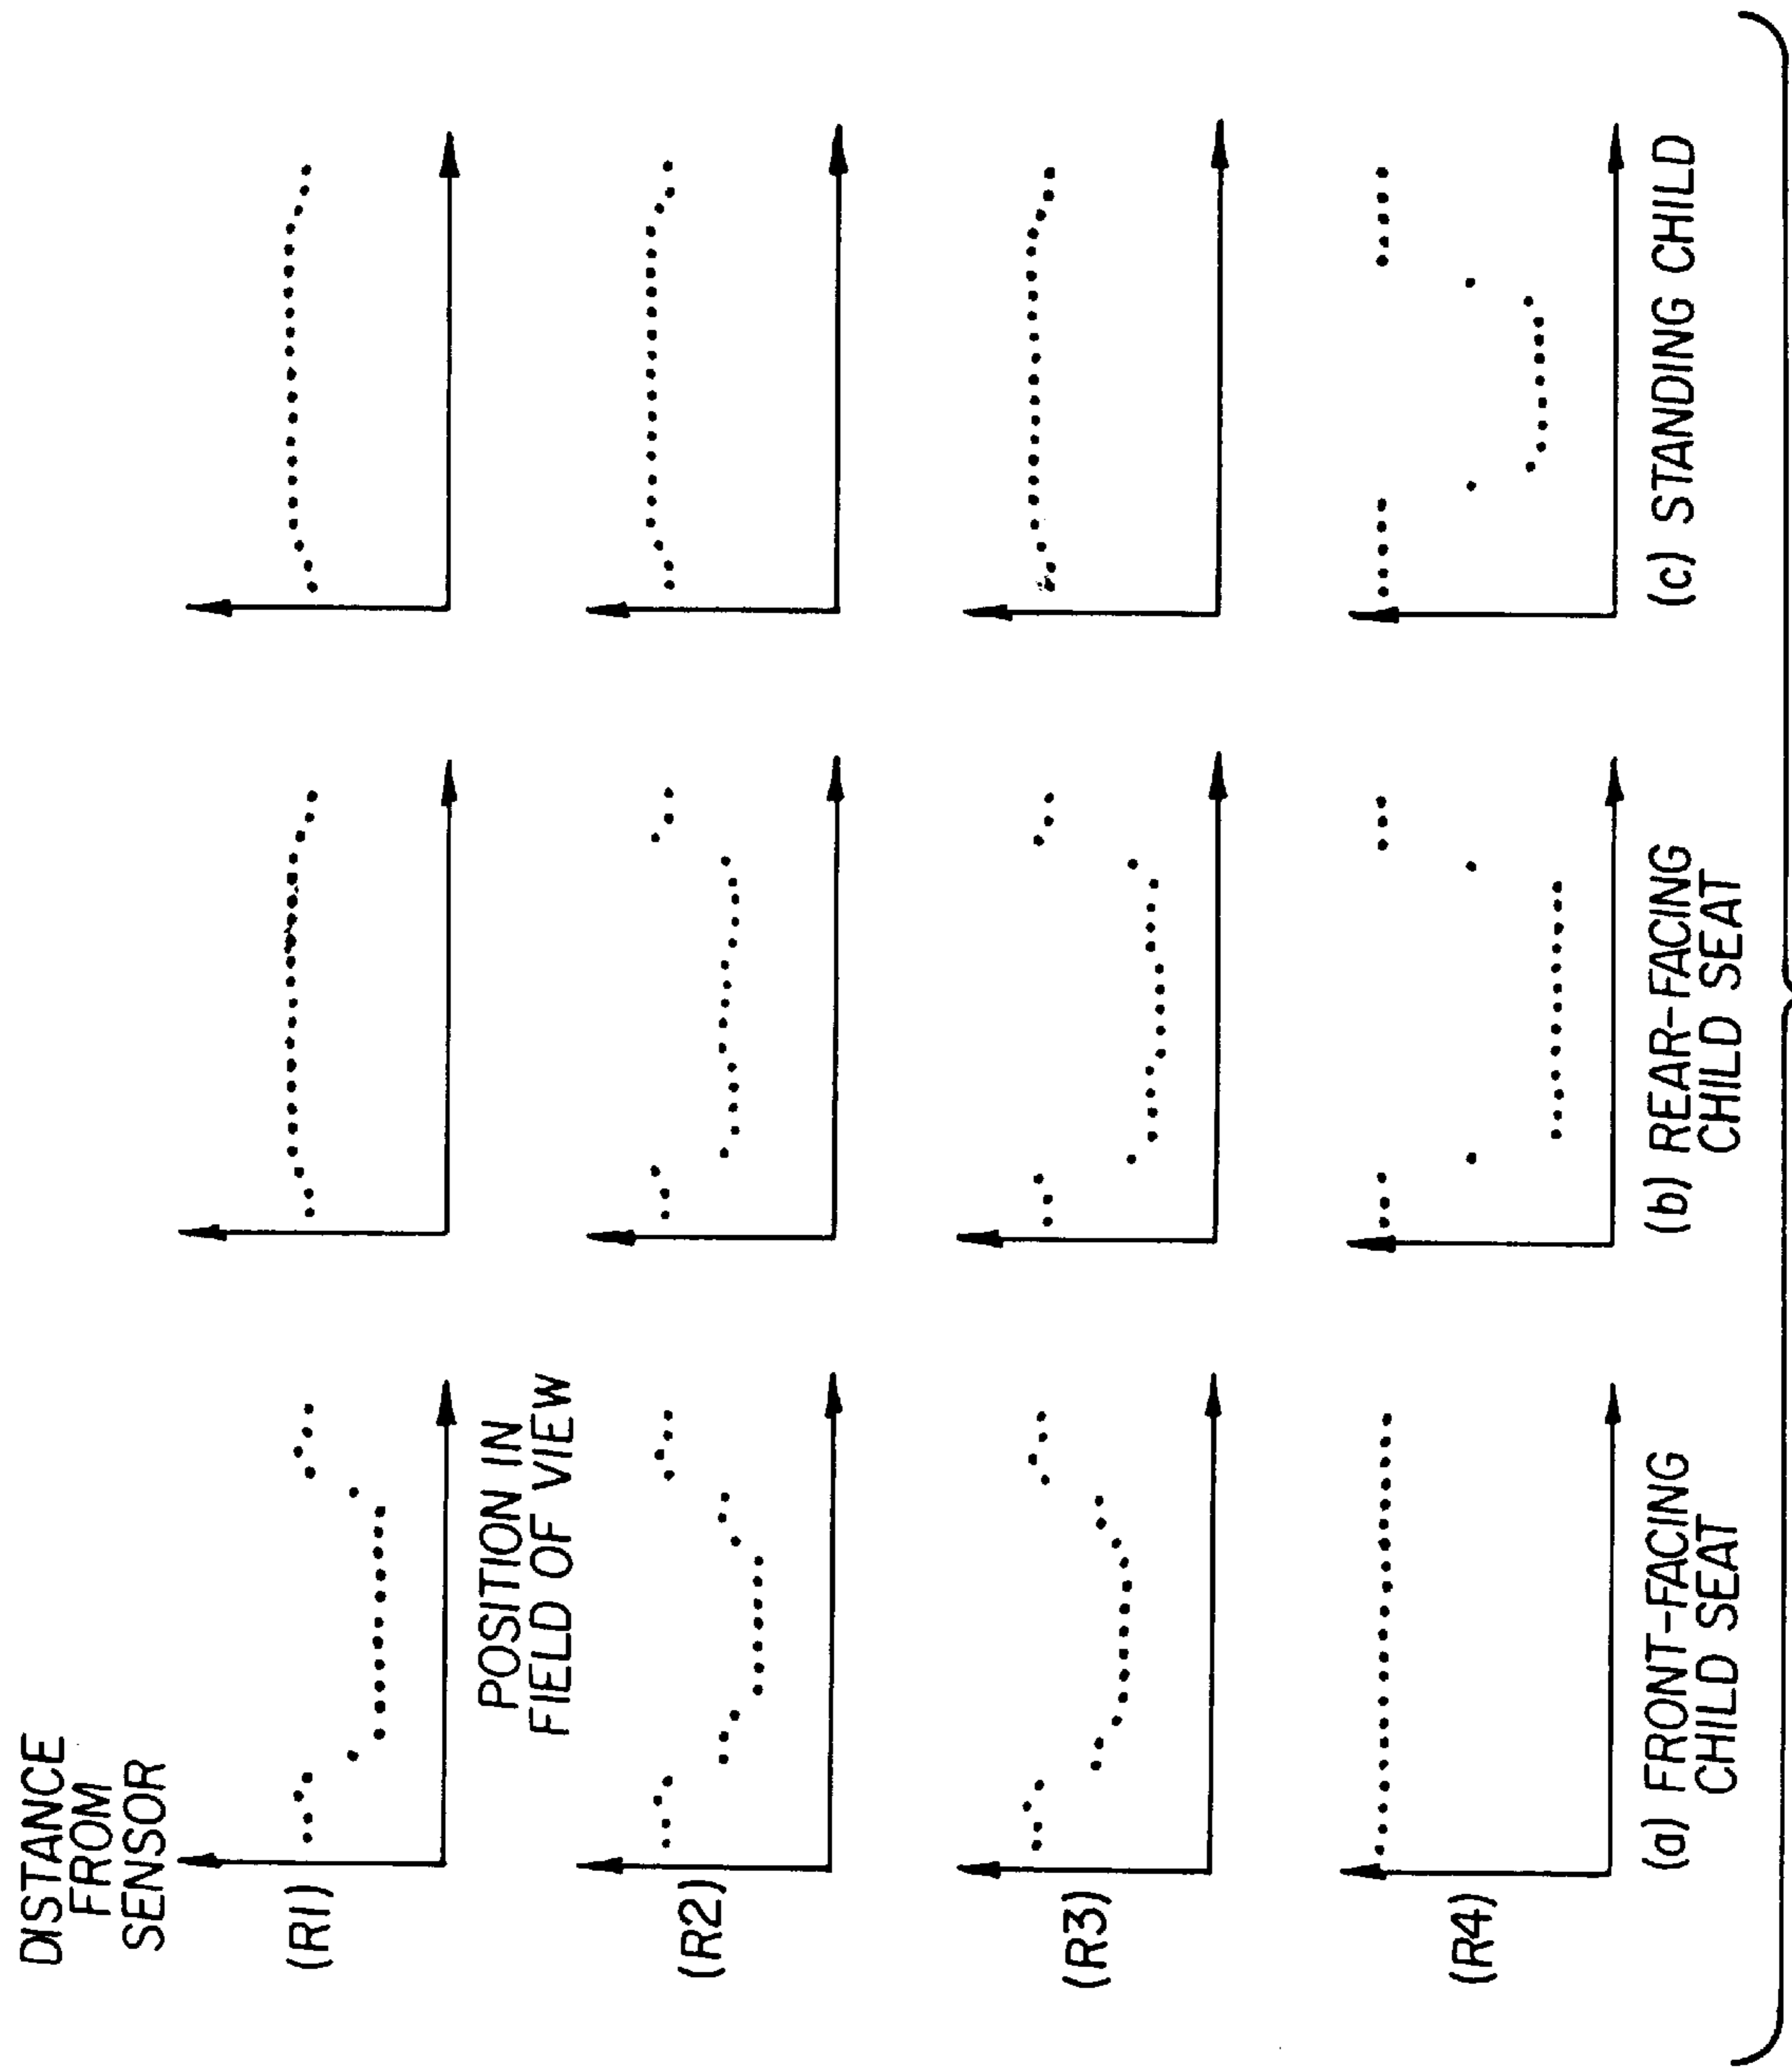 DISTANCE
FROM
SENSOR
(R1)
POSITION IN
FIELD OF VIEW
(R2)
(R3)
(R4)
(a) FRONT-FACING
CHILD SEAT
(b) REAR-FACING
CHILD SEAT
(c) STANDING CHILD